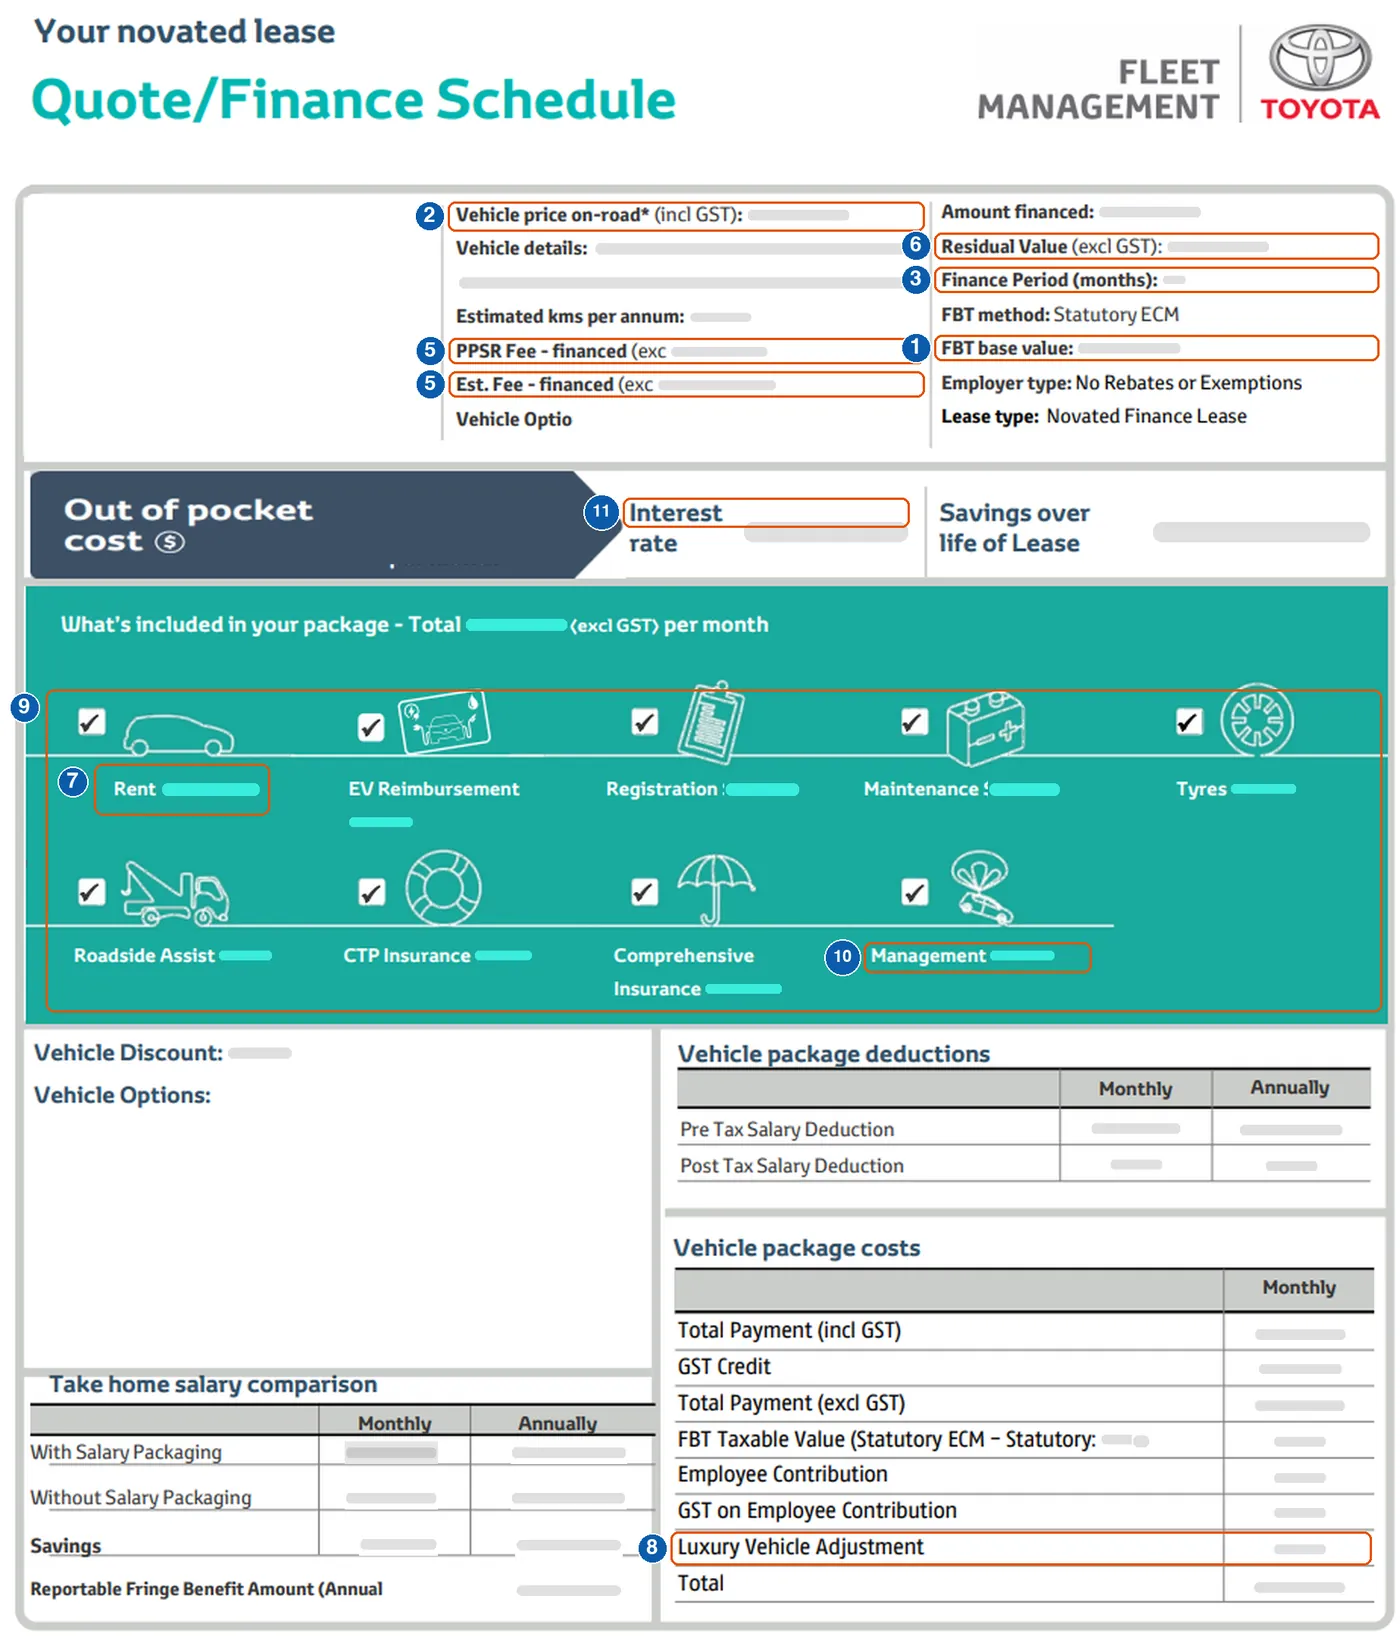 Your novated lease
Quote/Finance Schedule
FLEET
MANAGEMENT
TOYOTA
2 Vehicle price on-road* (incl GST):
Vehicle details:
Estimated kms per annum:
5 PPSR Fee - financed (exc
5 Est. Fee - financed (exc
Vehicle Optio
Amount financed:
6 Residual Value (excl GST):
3 Finance Period (months):
FBT method: Statutory ECM
1 FBT base value:
Employer type: No Rebates or Exemptions
Lease type: Novated Finance Lease
Out of pocket
cost $
11 Interest
rate
Savings over
life of Lease
What's included in your package - Total (excl GST) per month
9
7 Rent
EV Reimbursement
Registration :
Maintenance
Tyres
Roadside Assist
CTP Insurance
Comprehensive
Insurance
10 Management
Vehicle Discount:
Vehicle Options:
Vehicle package deductions
Monthly Annually
Pre Tax Salary Deduction
Post Tax Salary Deduction
Vehicle package costs
Monthly
Total Payment (incl GST)
GST Credit
Total Payment (excl GST)
FBT Taxable Value (Statutory ECM – Statutory:
Employee Contribution
GST on Employee Contribution
8 Luxury Vehicle Adjustment
Total
Take home salary comparison
Monthly Annually
With Salary Packaging
Without Salary Packaging
Savings
Reportable Fringe Benefit Amount (Annual